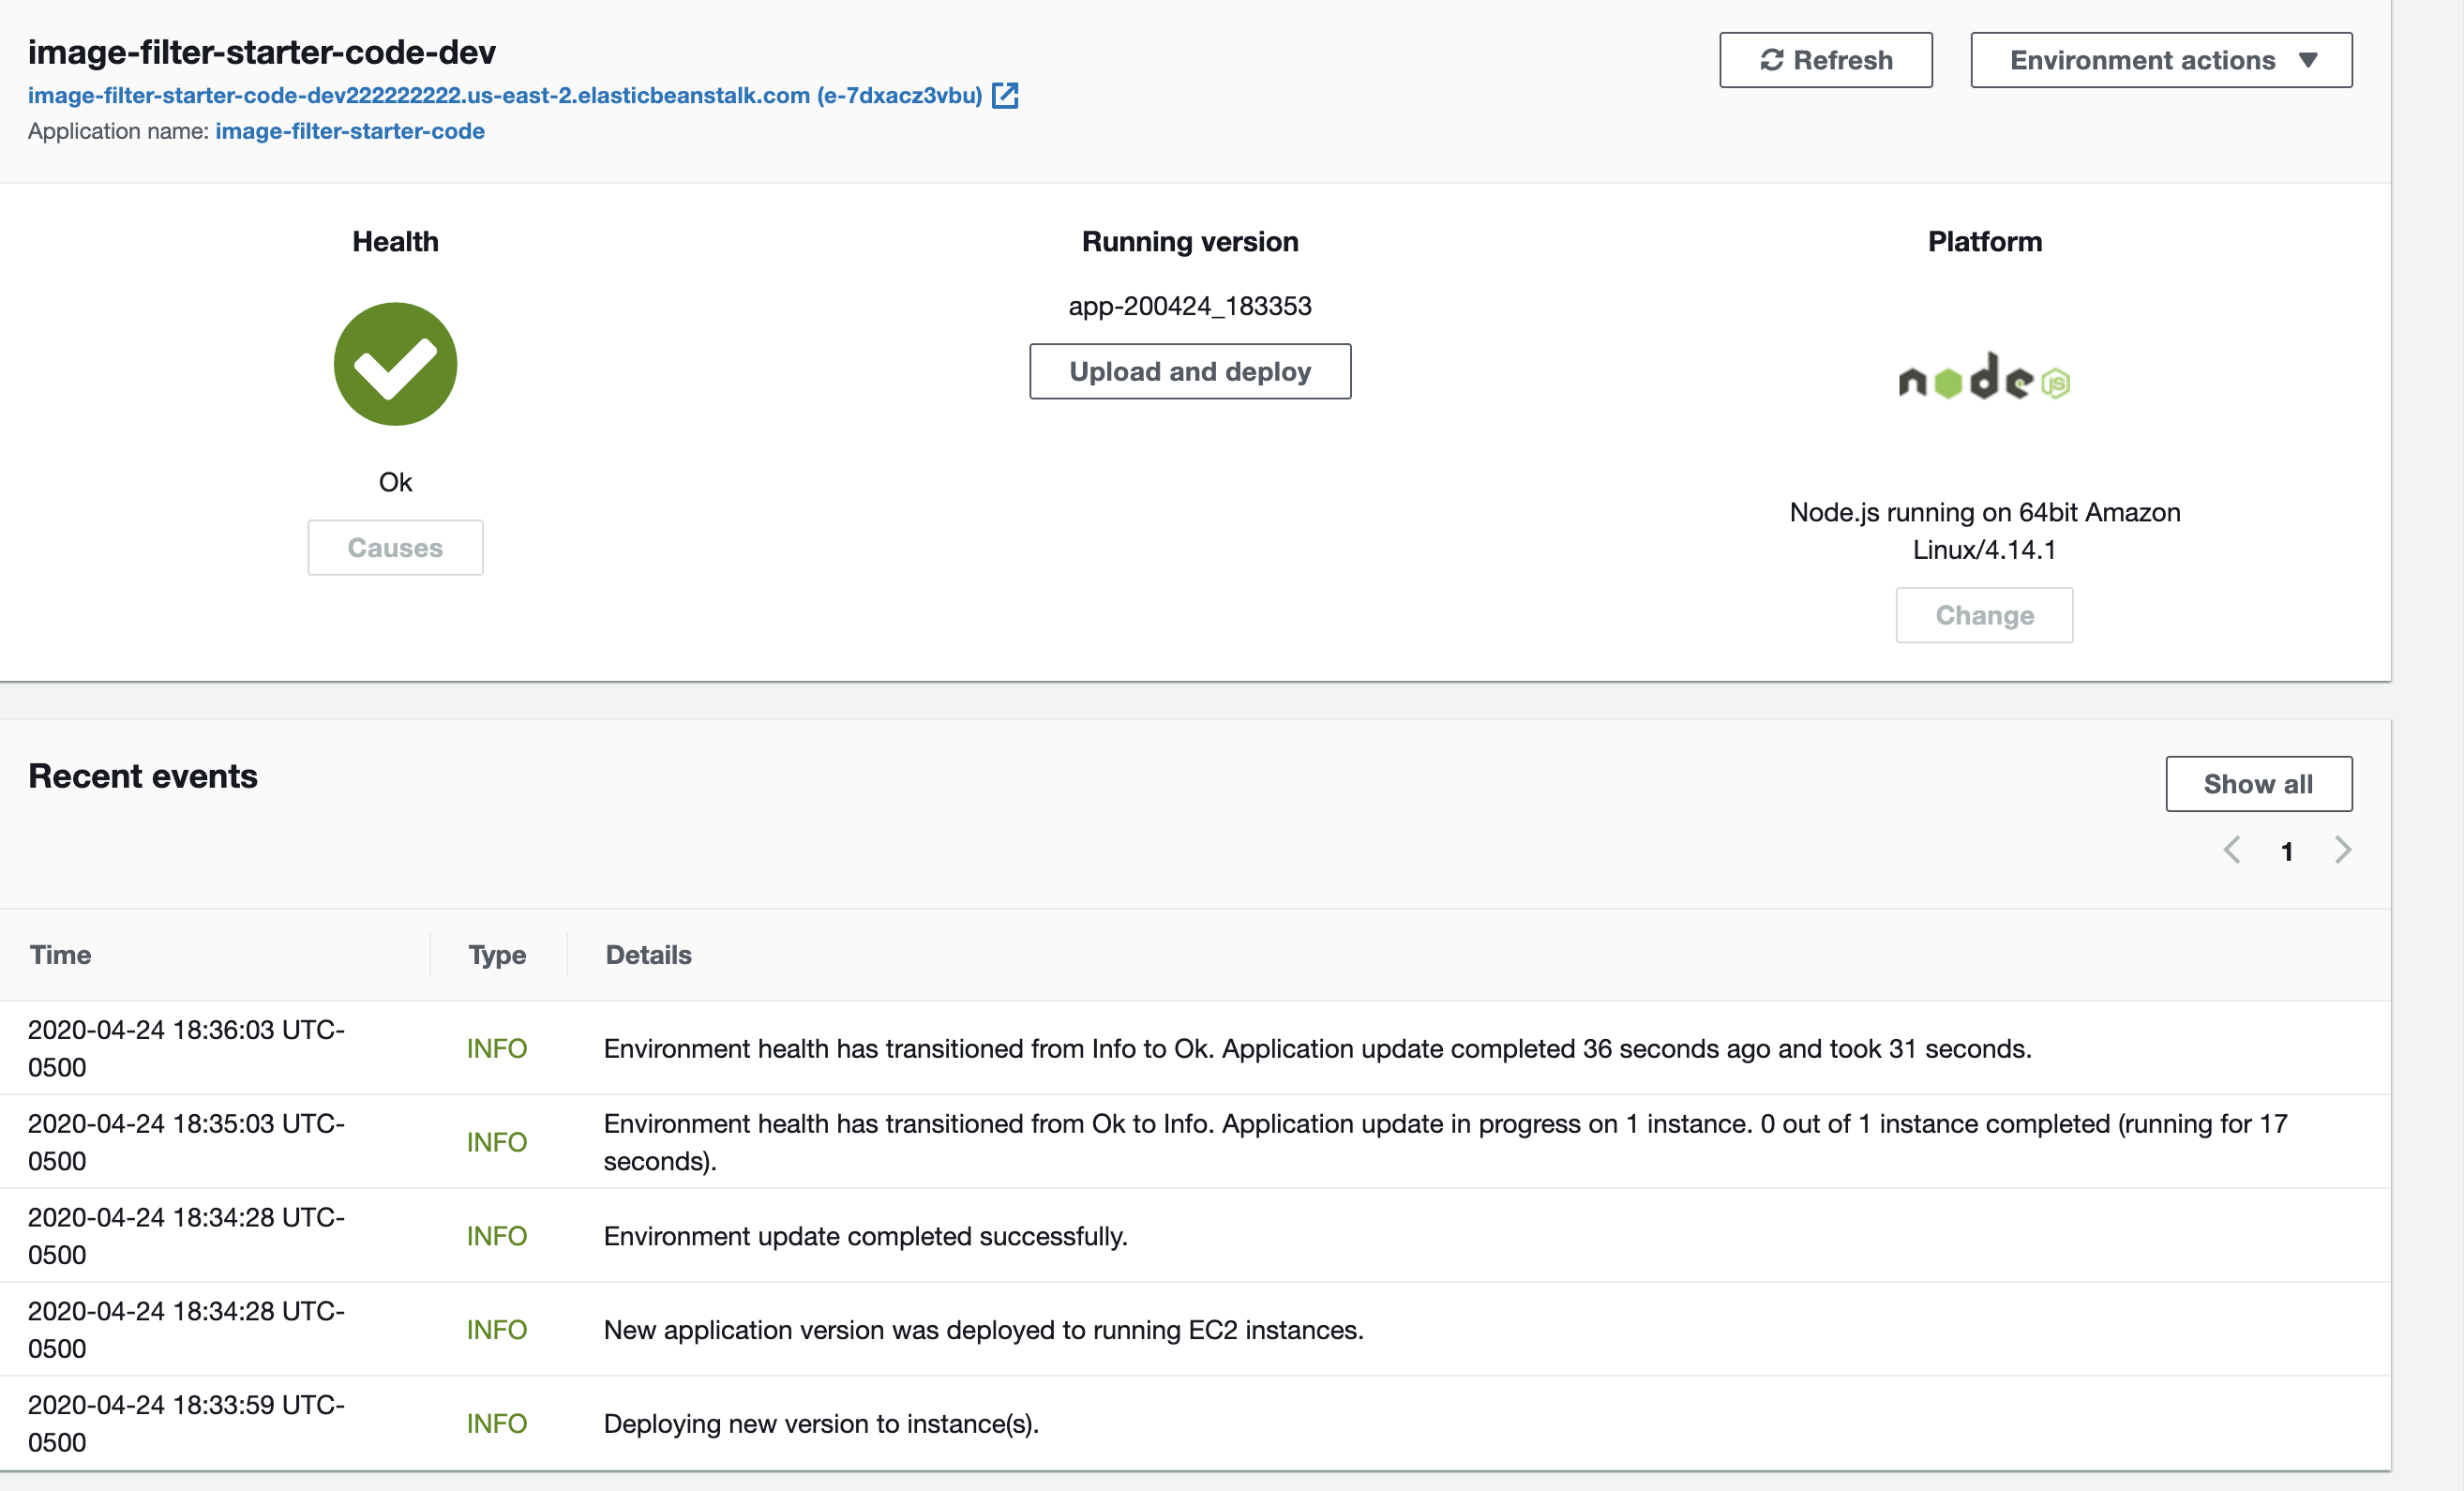 image-filter-starter-code-dev
Refresh
Environment actions
image-filter-starter-code-dev222222222.us-east-2.elasticbeanstalk.com (e-7dxacz3vbu)
Application name: image-filter-starter-code
Health
Running version
Platform
app-200424_183353
Upload and deploy
node JS
Ok
Causes
Node.js running on 64bit Amazon
Linux/4.14.1
Change
Recent events
Show all
1
Time
Type
Details
2020-04-24 18:36:03 UTC-
0500
INFO
Environment health has transitioned from Info to Ok. Application update completed 36 seconds ago and took 31 seconds.
2020-04-24 18:35:03 UTC-
0500
INFO
Environment health has transitioned from Ok to Info. Application update in progress on 1 instance. 0 out of 1 instance completed (running for 17
seconds).
2020-04-24 18:34:28 UTC-
0500
INFO
Environment update completed successfully.
2020-04-24 18:34:28 UTC-
0500
INFO
New application version was deployed to running EC2 instances.
2020-04-24 18:33:59 UTC-
0500
INFO
Deploying new version to instance(s).